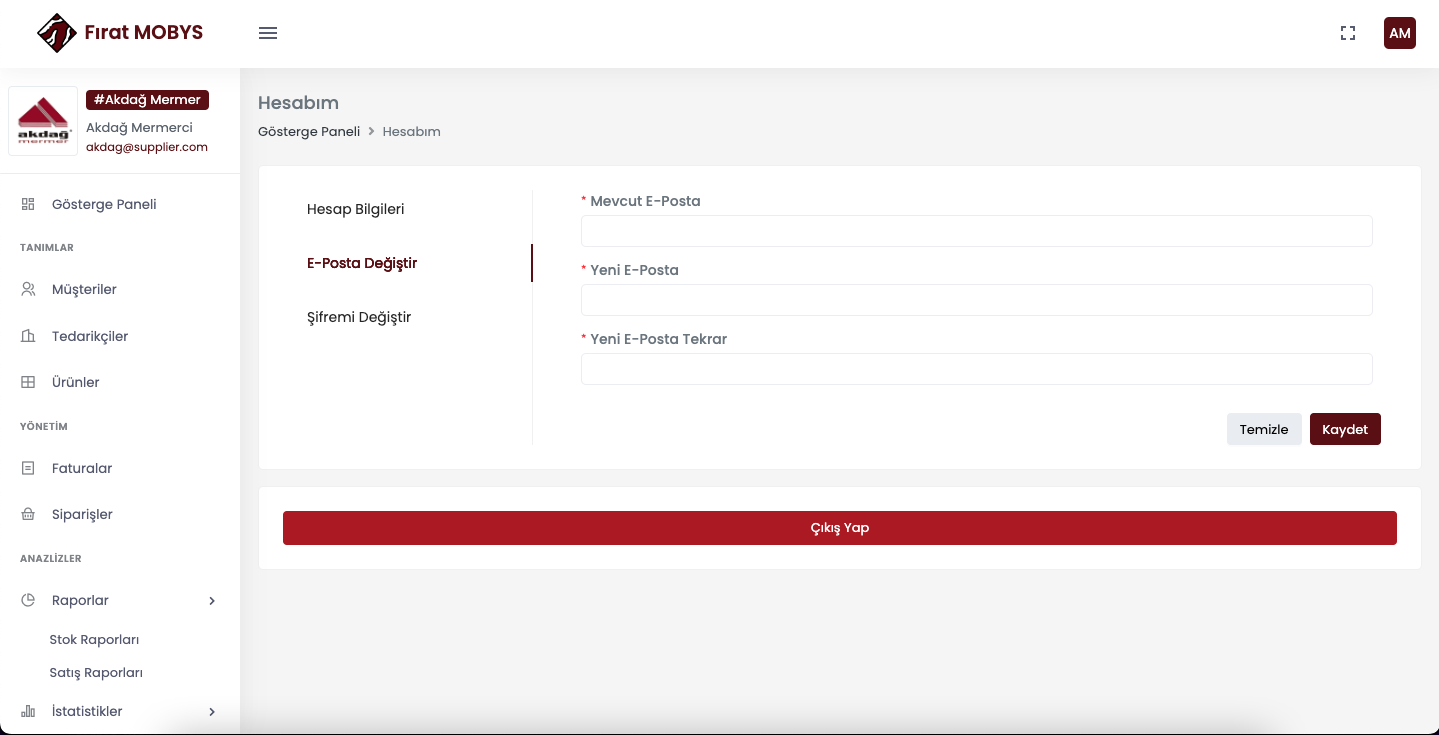 Fırat MOBYS
AM
#Akdağ Mermer
Akdağ Mermerci
akdag@supplier.com
akdağ
mermer
Gösterge Paneli
TANIMLAR
Müşteriler
Tedarikçiler
Ürünler
YÖNETİM
Faturalar
Siparişler
ANAZLİZLER
Raporlar
Stok Raporları
Satış Raporları
İstatistikler
Hesabım
Gösterge Paneli > Hesabım
Hesap Bilgileri
E-Posta Değiştir
Şifremi Değiştir
* Mevcut E-Posta
* Yeni E-Posta
* Yeni E-Posta Tekrar
Temizle Kaydet
Çıkış Yap